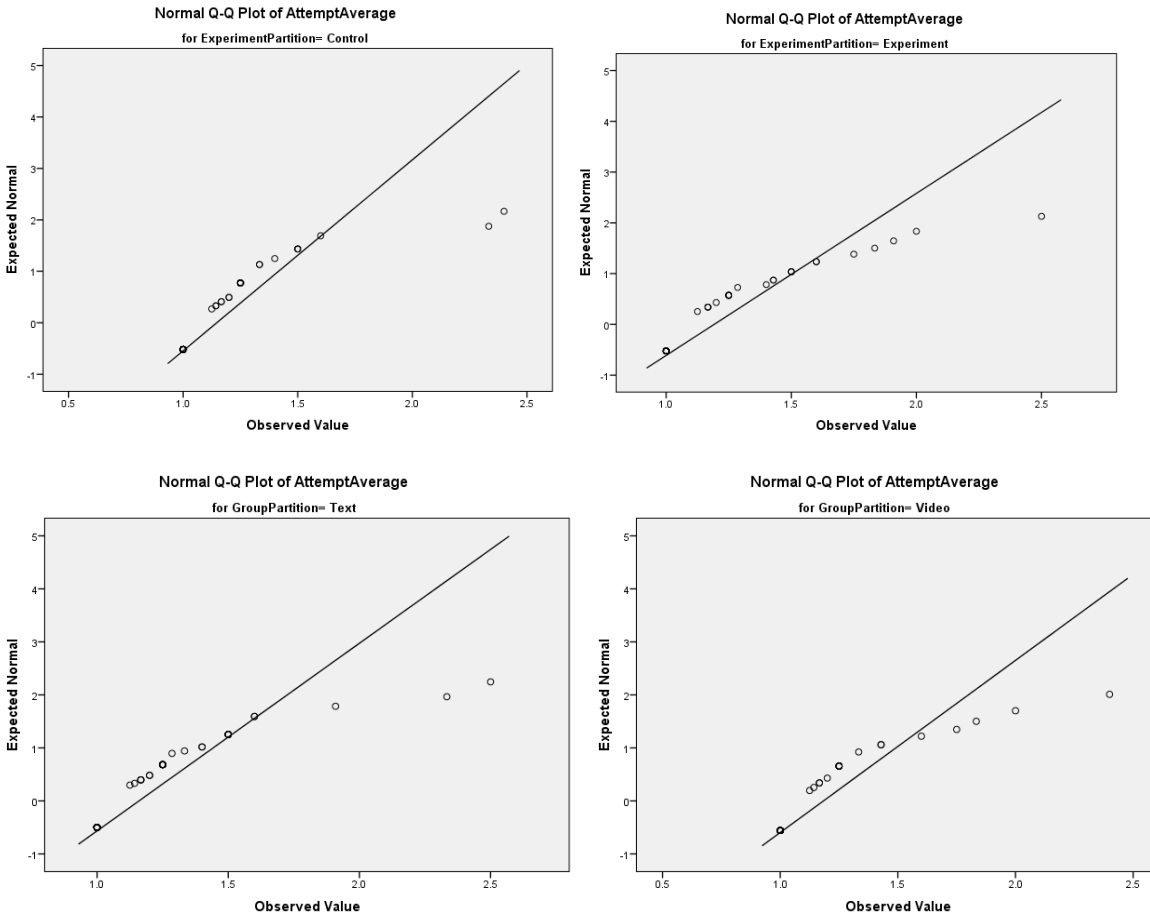 Normal Q-Q Plot of AttemptAverage
for ExperimentPartition= Control
Expected Normal
5
4
3
2
1
0
-1
0.5 1.0 1.5 2.0 2.5
Observed Value
Normal Q-Q Plot of AttemptAverage
for ExperimentPartition= Experiment
Expected Normal
5
4
3
2
1
0
-1
1.0 1.5 2.0 2.5
Observed Value
Normal Q-Q Plot of AttemptAverage
for GroupPartition= Text
Expected Normal
5
4
3
2
1
0
-1
1.0 1.5 2.0 2.5
Observed Value
Normal Q-Q Plot of AttemptAverage
for GroupPartition= Video
Expected Normal
5
4
3
2
1
0
-1
0.5 1.0 1.5 2.0 2.5
Observed Value